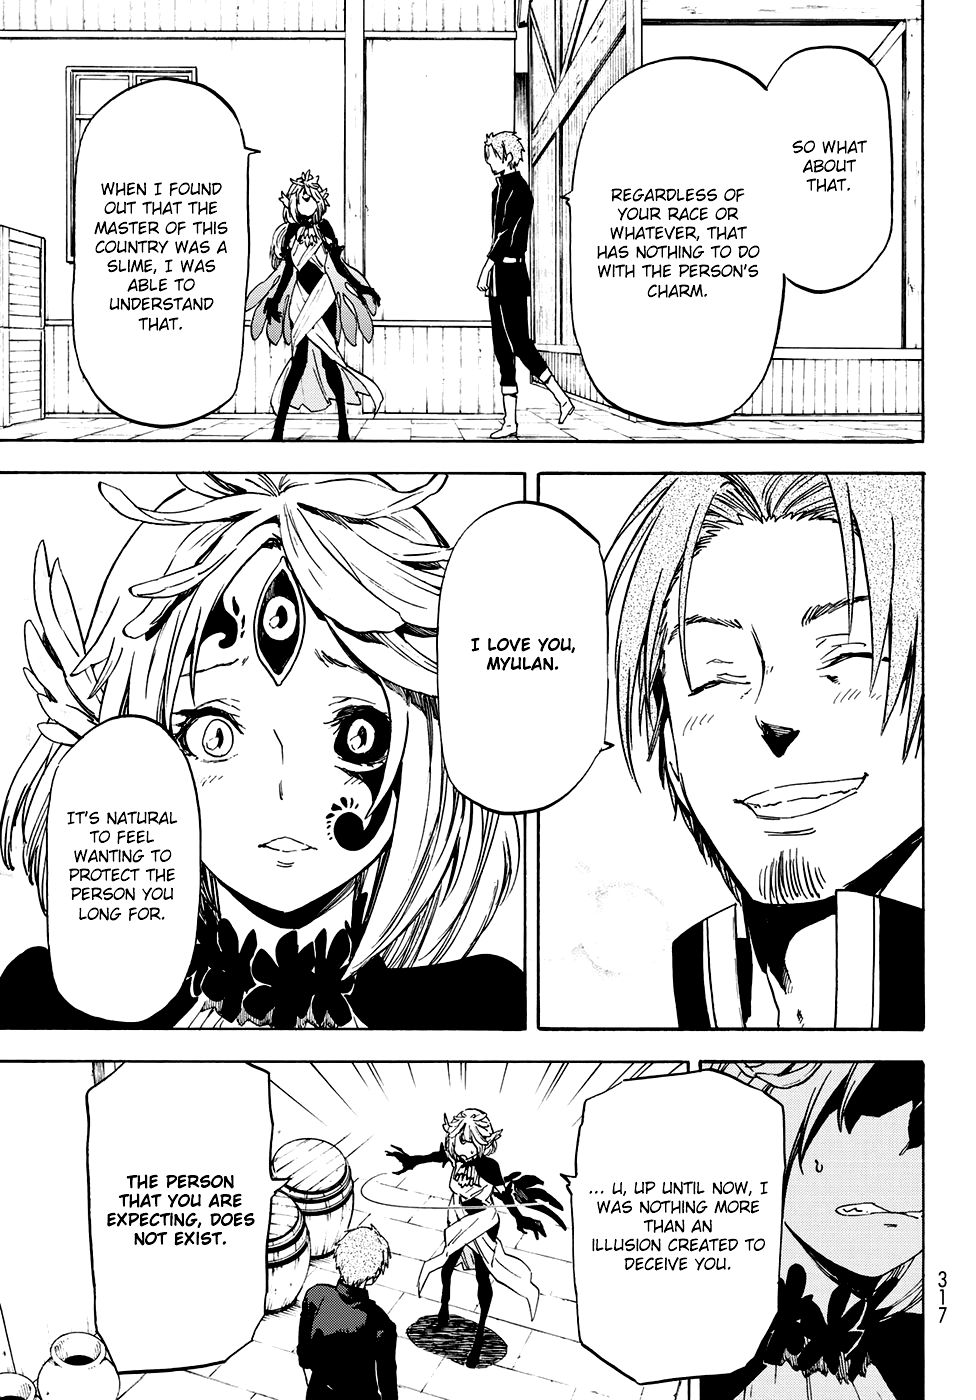 SO WHAT
ABOUT
THAT.
REGARDLESS OF
YOUR RACE OR
WHATEVER, THAT
HAS NOTHING TO DO
WITH THE PERSON'S
CHARM.
WHEN I FOUND
OUT THAT THE
MASTER OF THIS
COUNTRY WAS A
SLIME, I WAS
ABLE TO
UNDERSTAND
THAT.
I LOVE YOU,
MYULAN.
IT'S NATURAL
TO FEEL
WANTING TO
PROTECT THE
PERSON YOU
LONG FOR.
... U, UP UNTIL NOW, I
WAS NOTHING MORE
THAN AN
ILLUSION CREATED TO
DECEIVE YOU.
THE PERSON
THAT YOU ARE
EXPECTING, DOES
NOT EXIST.
317